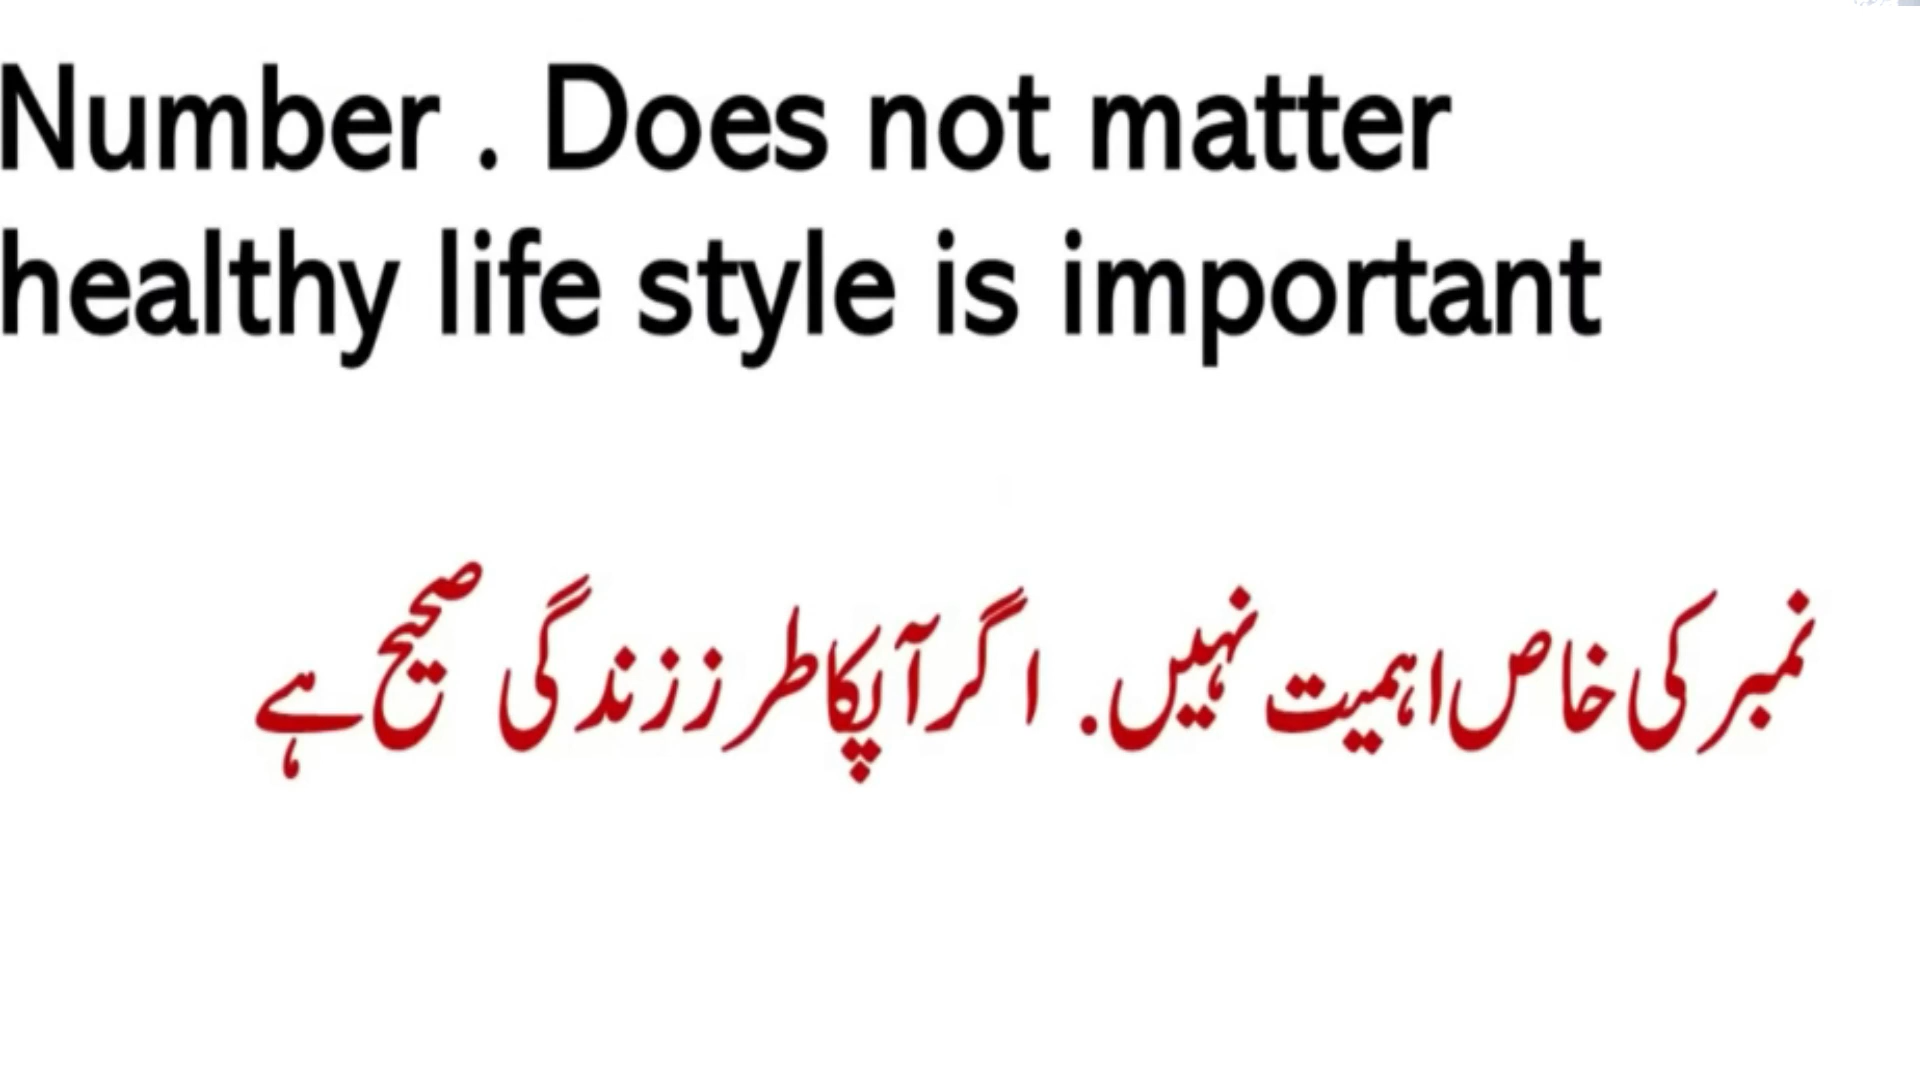 Number . Does not matter
healthy life style is important
نمبر کی خاص اہمیت نہیں. اگر آپکا طرز زندگی صحیح ہے